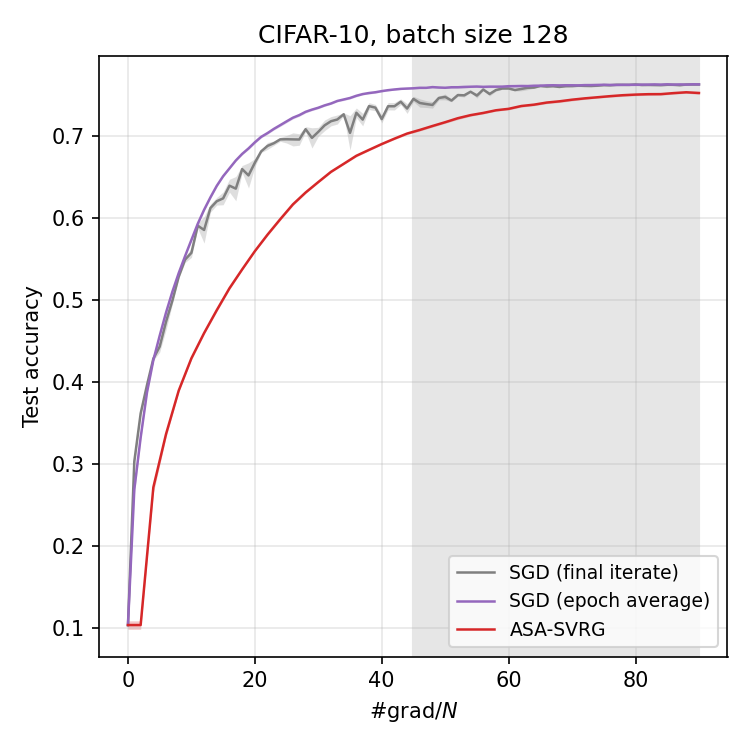 CIFAR-10, batch size 128
Test accuracy
0.7
0.6
0.5
0.4
0.3
0.2
0.1
0 20 40 60 80
#grad/N
SGD (final iterate)
SGD (epoch average)
ASA-SVRG